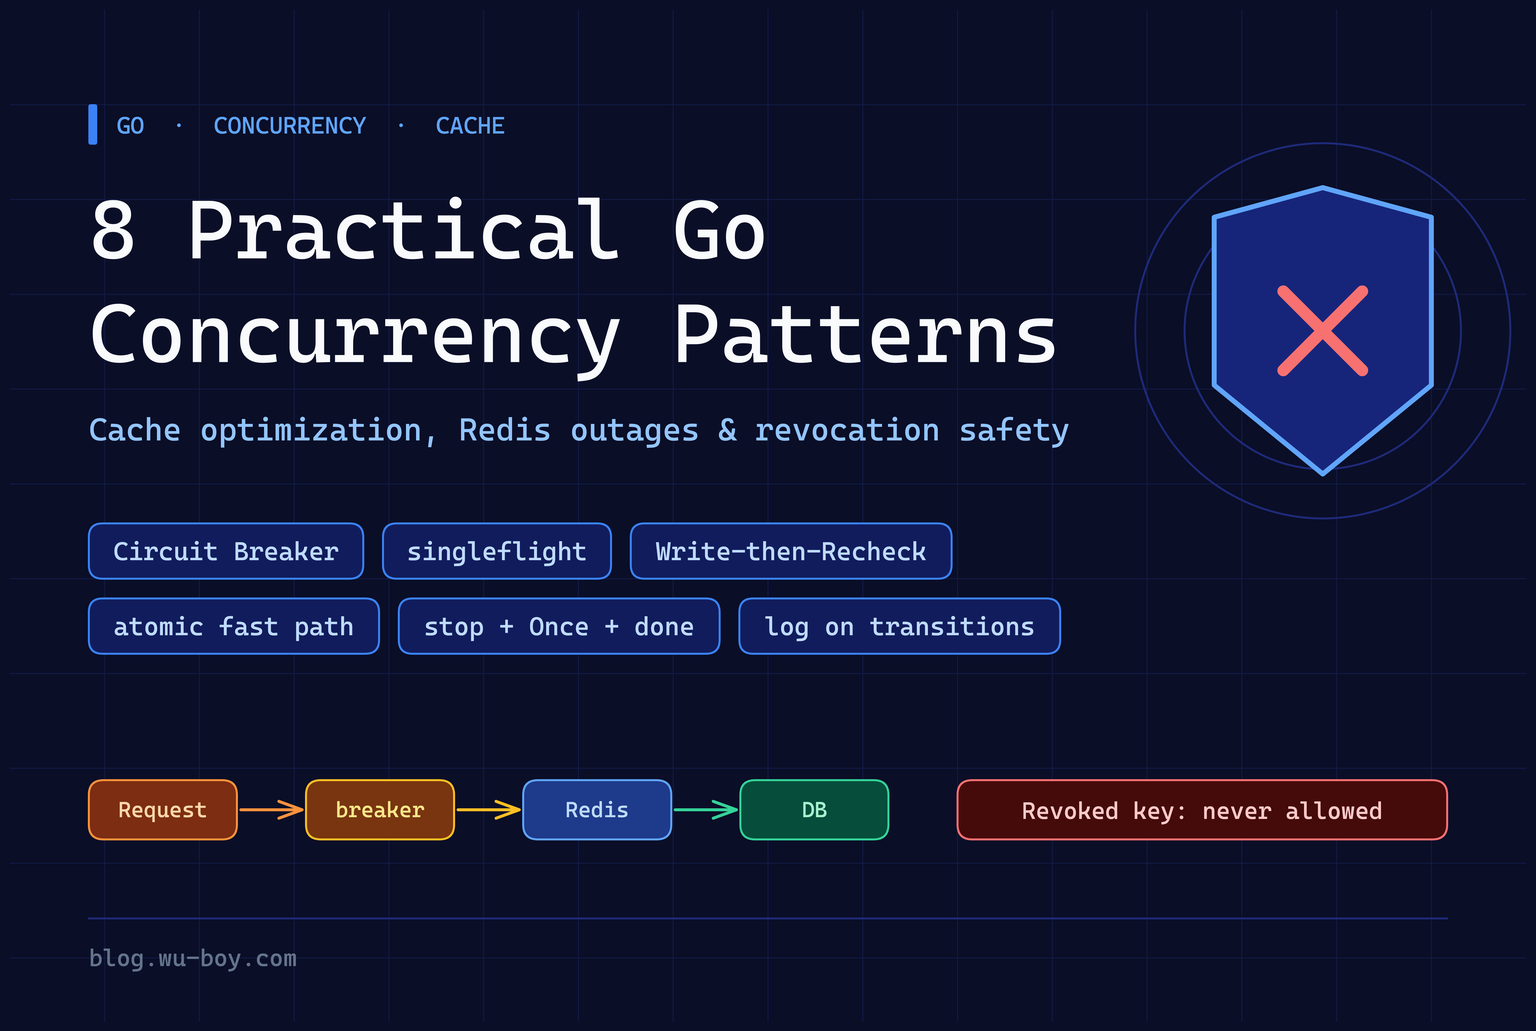 GO · CONCURRENCY · CACHE
8 Practical Go
Concurrency Patterns
Cache optimization, Redis outages & revocation safety
Circuit Breaker
singleflight
Write-then-Recheck
atomic fast path
stop + Once + done
log on transitions
Request
breaker
Redis
DB
Revoked key: never allowed
blog.wu-boy.com